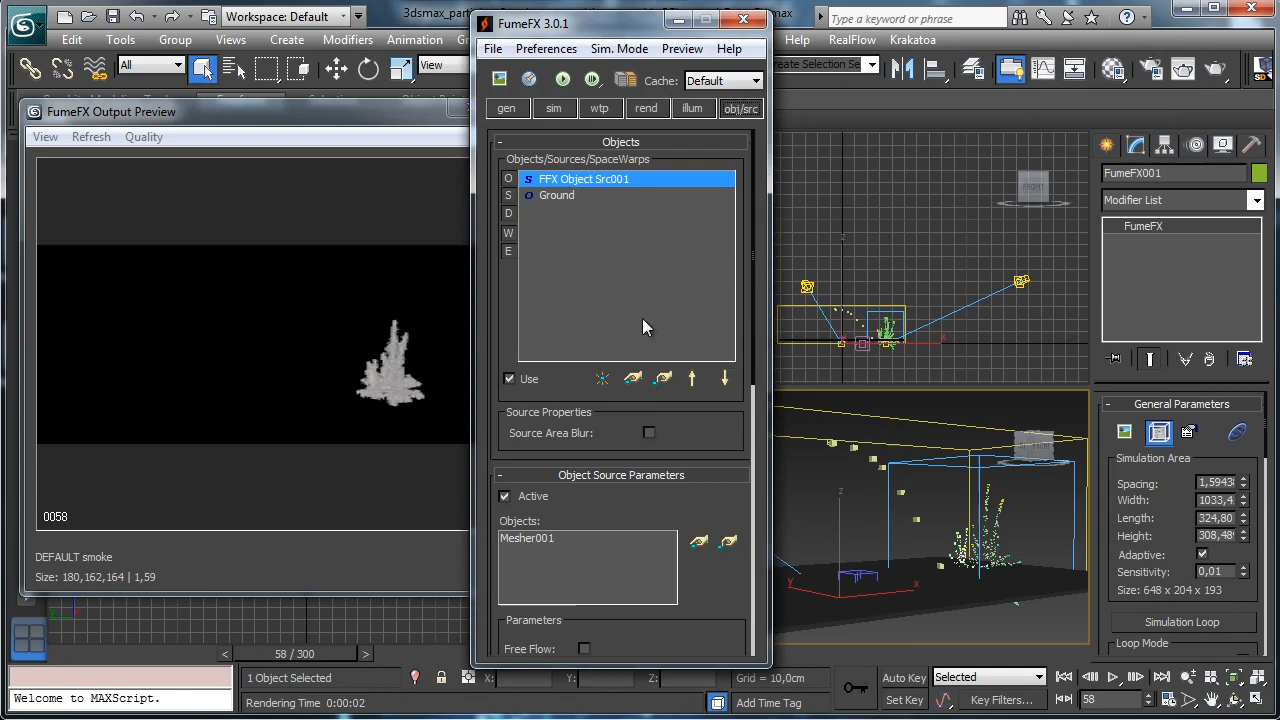 Workspace: Default
3dsmax_parti
max
Type a keyword or phrase
Edit Tools Group Views Create Modifiers Animation
Help RealFlow Krakatoa
All
View
Create Selection Se
FumeFX 3.0.1
File Preferences Sim. Mode Preview Help
Cache: Default
gen sim wtp rend illum obj/src
- Objects
Objects/Sources/SpaceWarps
O S FFX Object Src001
S O Ground
D
W
E
Use
Source Properties
Source Area Blur:
- Object Source Parameters
Active
Objects:
Mesher001
Parameters
Free Flow:
FumeFX Output Preview
View Refresh Quality
0058
DEFAULT smoke
Size: 180,162,164 | 1,59
FRONT
z
x
z
y
x
FumeFX001
Modifier List
FumeFX
- General Parameters
Simulation Area
Spacing: 1,5943
Width: 1033,4
Length: 324,80
Height: 308,48
Adaptive:
Sensitivity: 0,01
Size: 648 x 204 x 193
Simulation Loop
Loop Mode
< 58 / 300 >
1 Object Selected
X: Y: Z:
Grid = 10,0cm
Auto Key Selected
Welcome to MAXScript.
Rendering Time 0:00:02
Add Time Tag
Set Key Key Filters...
58